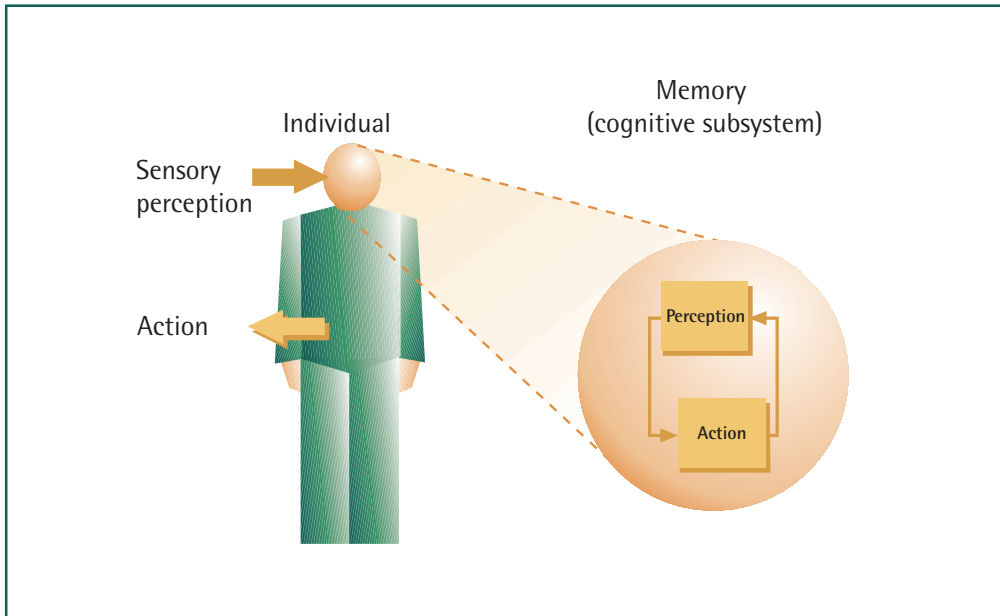 Memory
(cognitive subsystem)
Individual
Sensory
perception
Action
Perception
Action